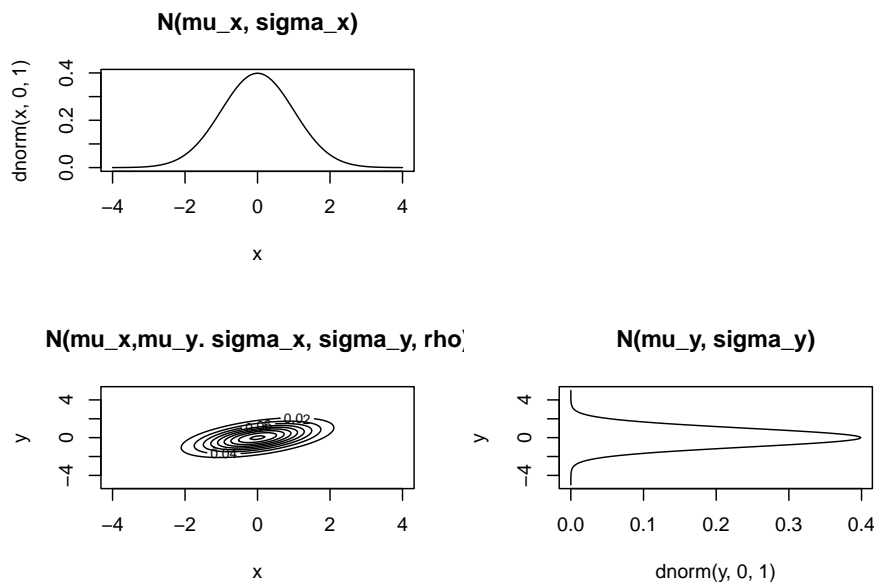 N(mu_x, sigma_x)
dnorm(x, 0, 1)
0.4
0.2
0.0
−4 −2 0 2 4
x
N(mu_x,mu_y. sigma_x, sigma_y, rho)
y
4
0
−4
0.02
0.06
0.04
−4 −2 0 2 4
x
N(mu_y, sigma_y)
y
4
0
−4
0.0 0.1 0.2 0.3 0.4
dnorm(y, 0, 1)